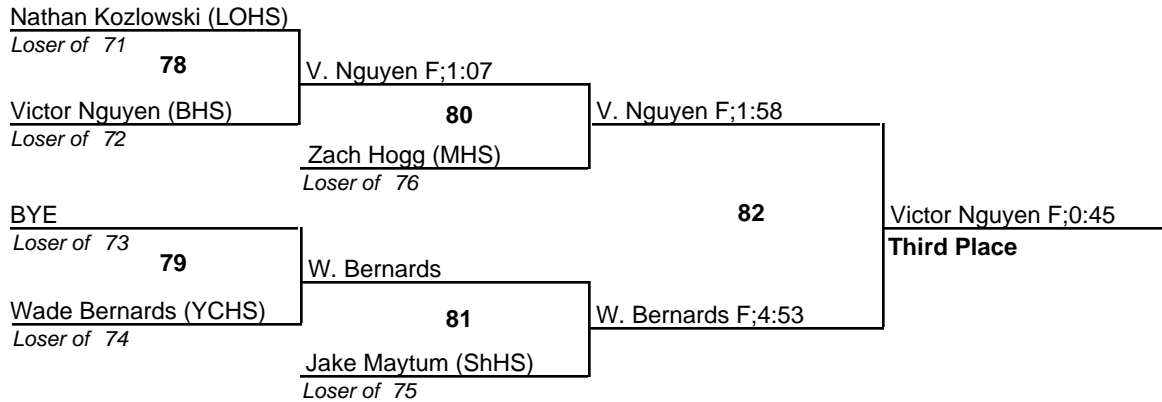 Nathan Kozlowski (LOHS)
Loser of 71
78
V. Nguyen F;1:07
Victor Nguyen (BHS)
Loser of 72
80
V. Nguyen F;1:58
Zach Hogg (MHS)
Loser of 76
BYE
Loser of 73
82
Victor Nguyen F;0:45
Third Place
79
W. Bernards
Wade Bernards (YCHS)
Loser of 74
81
W. Bernards F;4:53
Jake Maytum (ShHS)
Loser of 75